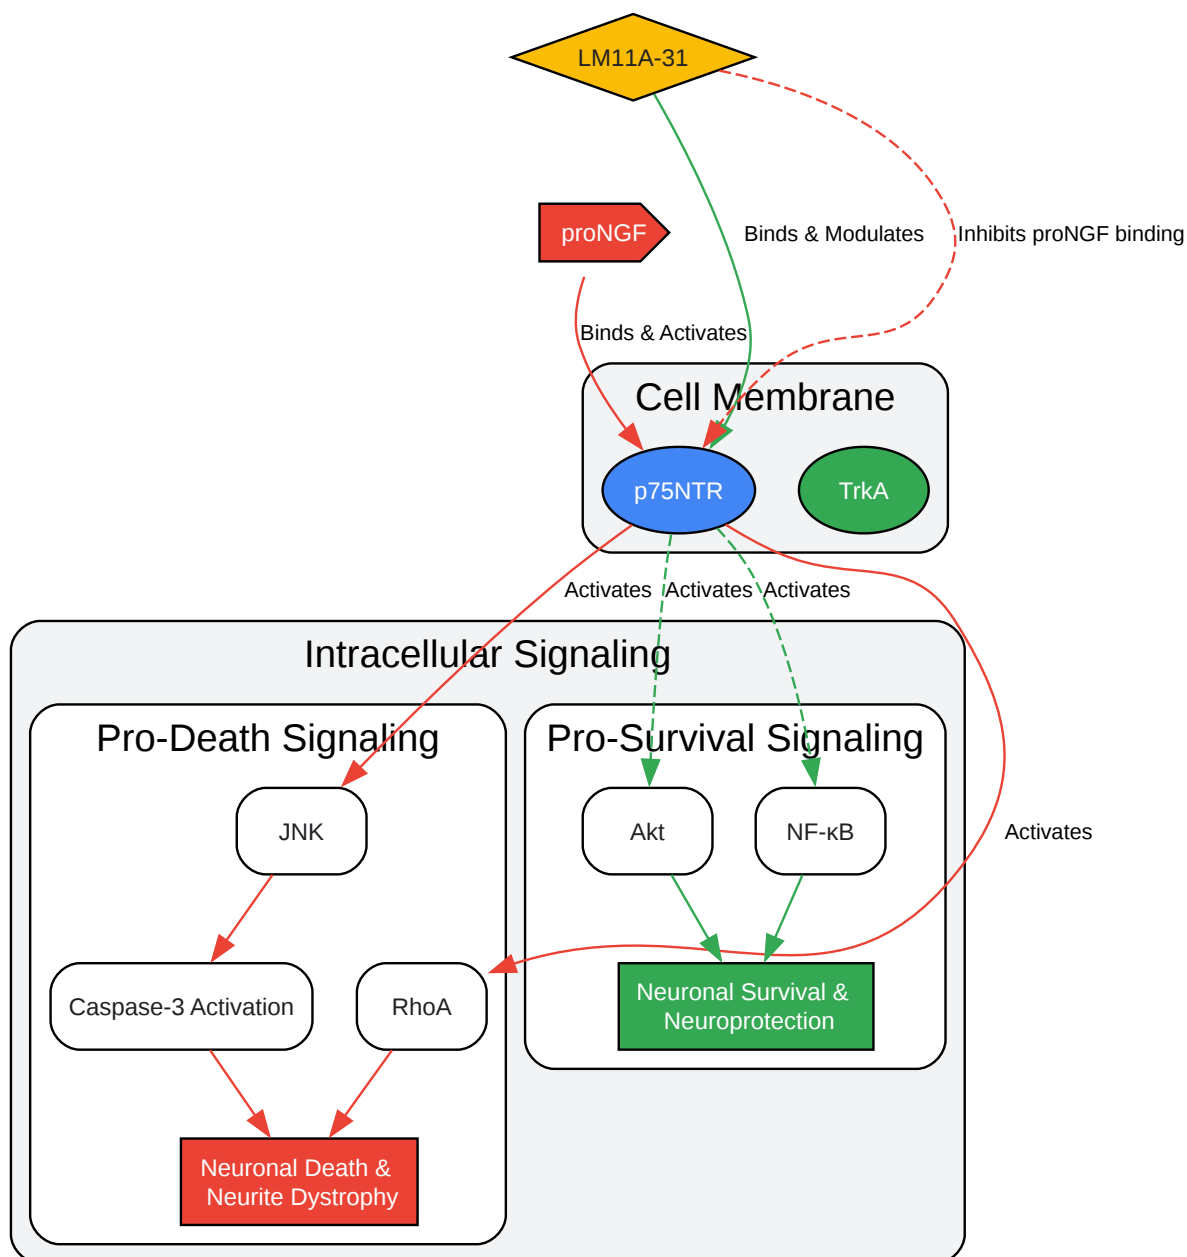 LM11A-31
proNGF
Binds & Modulates
Inhibits proNGF binding
Binds & Activates
Cell Membrane
p75NTR
TrkA
Activates
Activates
Activates
Intracellular Signaling
Pro-Death Signaling
Pro-Survival Signaling
JNK
Akt
NF-κB
Activates
Caspase-3 Activation
RhoA
Neuronal Survival &
Neuroprotection
Neuronal Death &
Neurite Dystrophy